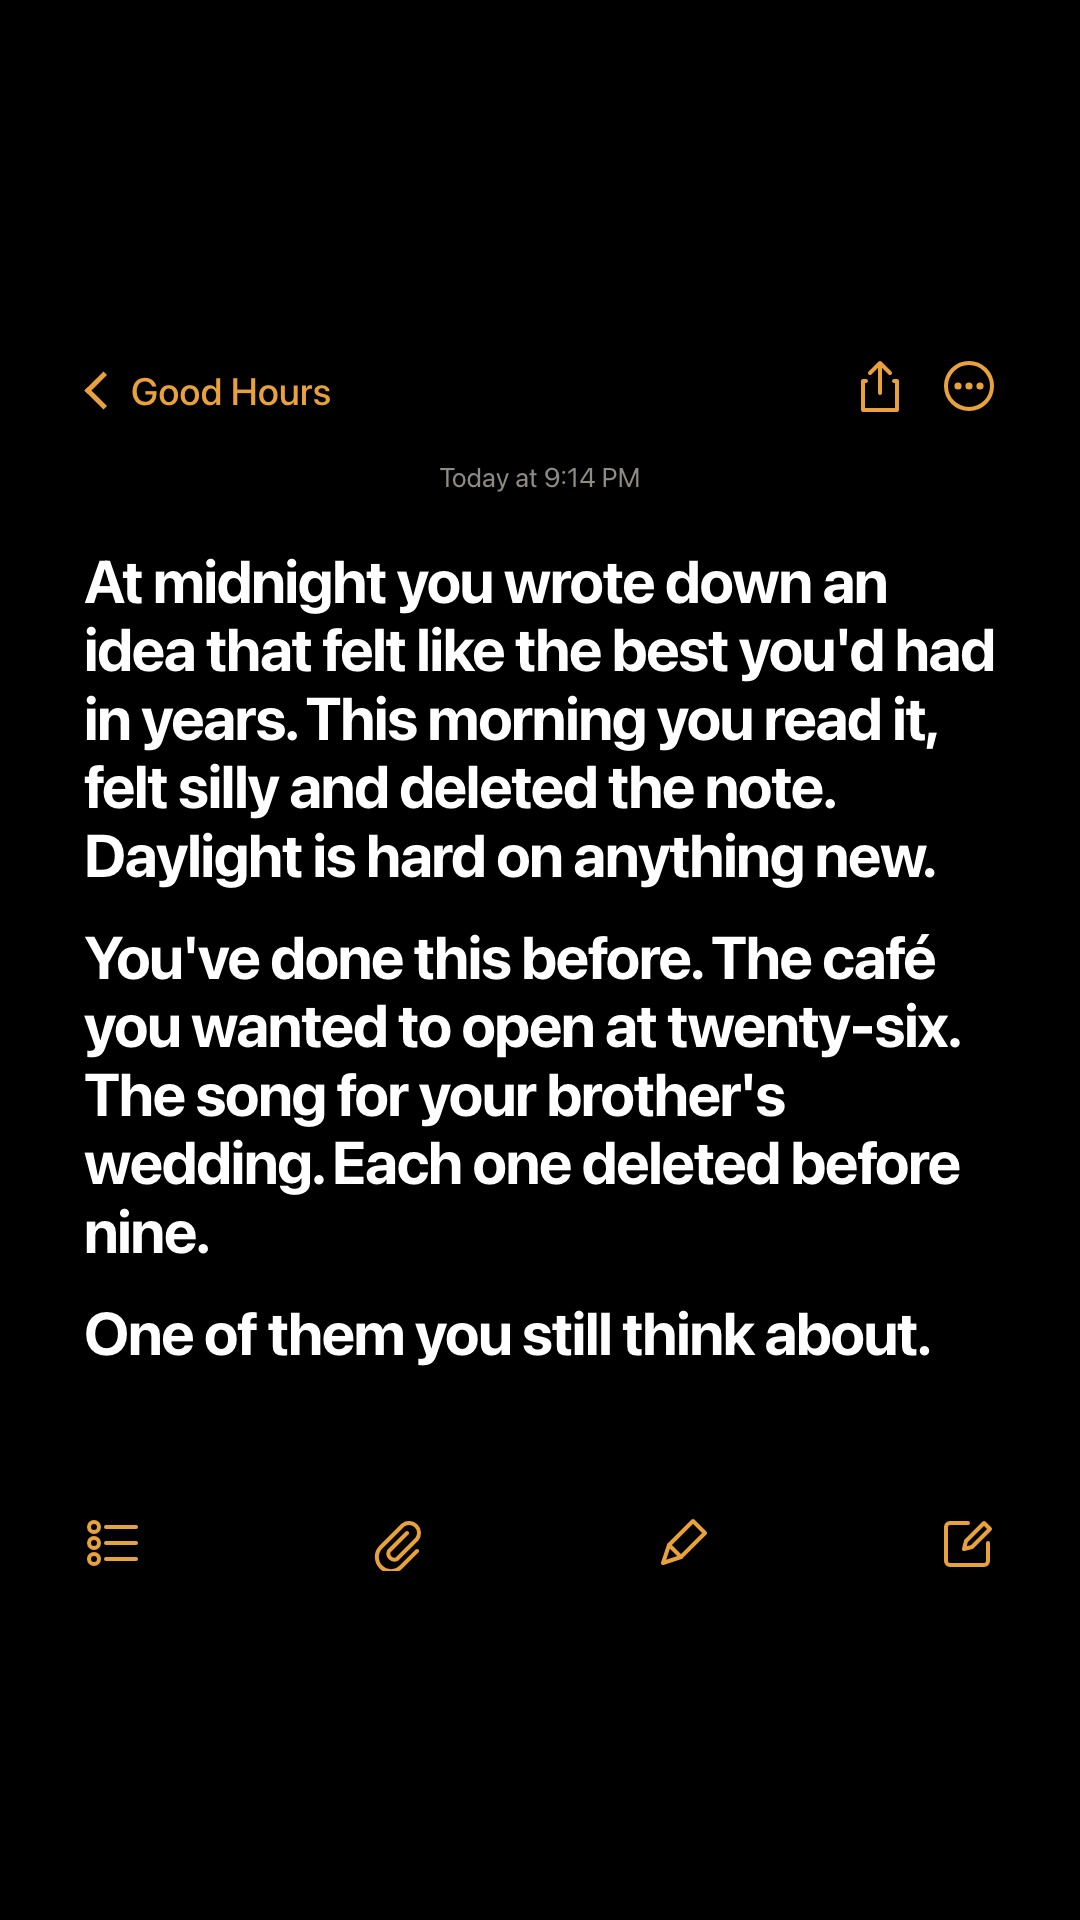 Good Hours
Today at 9:14 PM
At midnight you wrote down an
idea that felt like the best you'd had
in years. This morning you read it,
felt silly and deleted the note.
Daylight is hard on anything new.
You've done this before. The café
you wanted to open at twenty-six.
The song for your brother's
wedding. Each one deleted before
nine.
One of them you still think about.